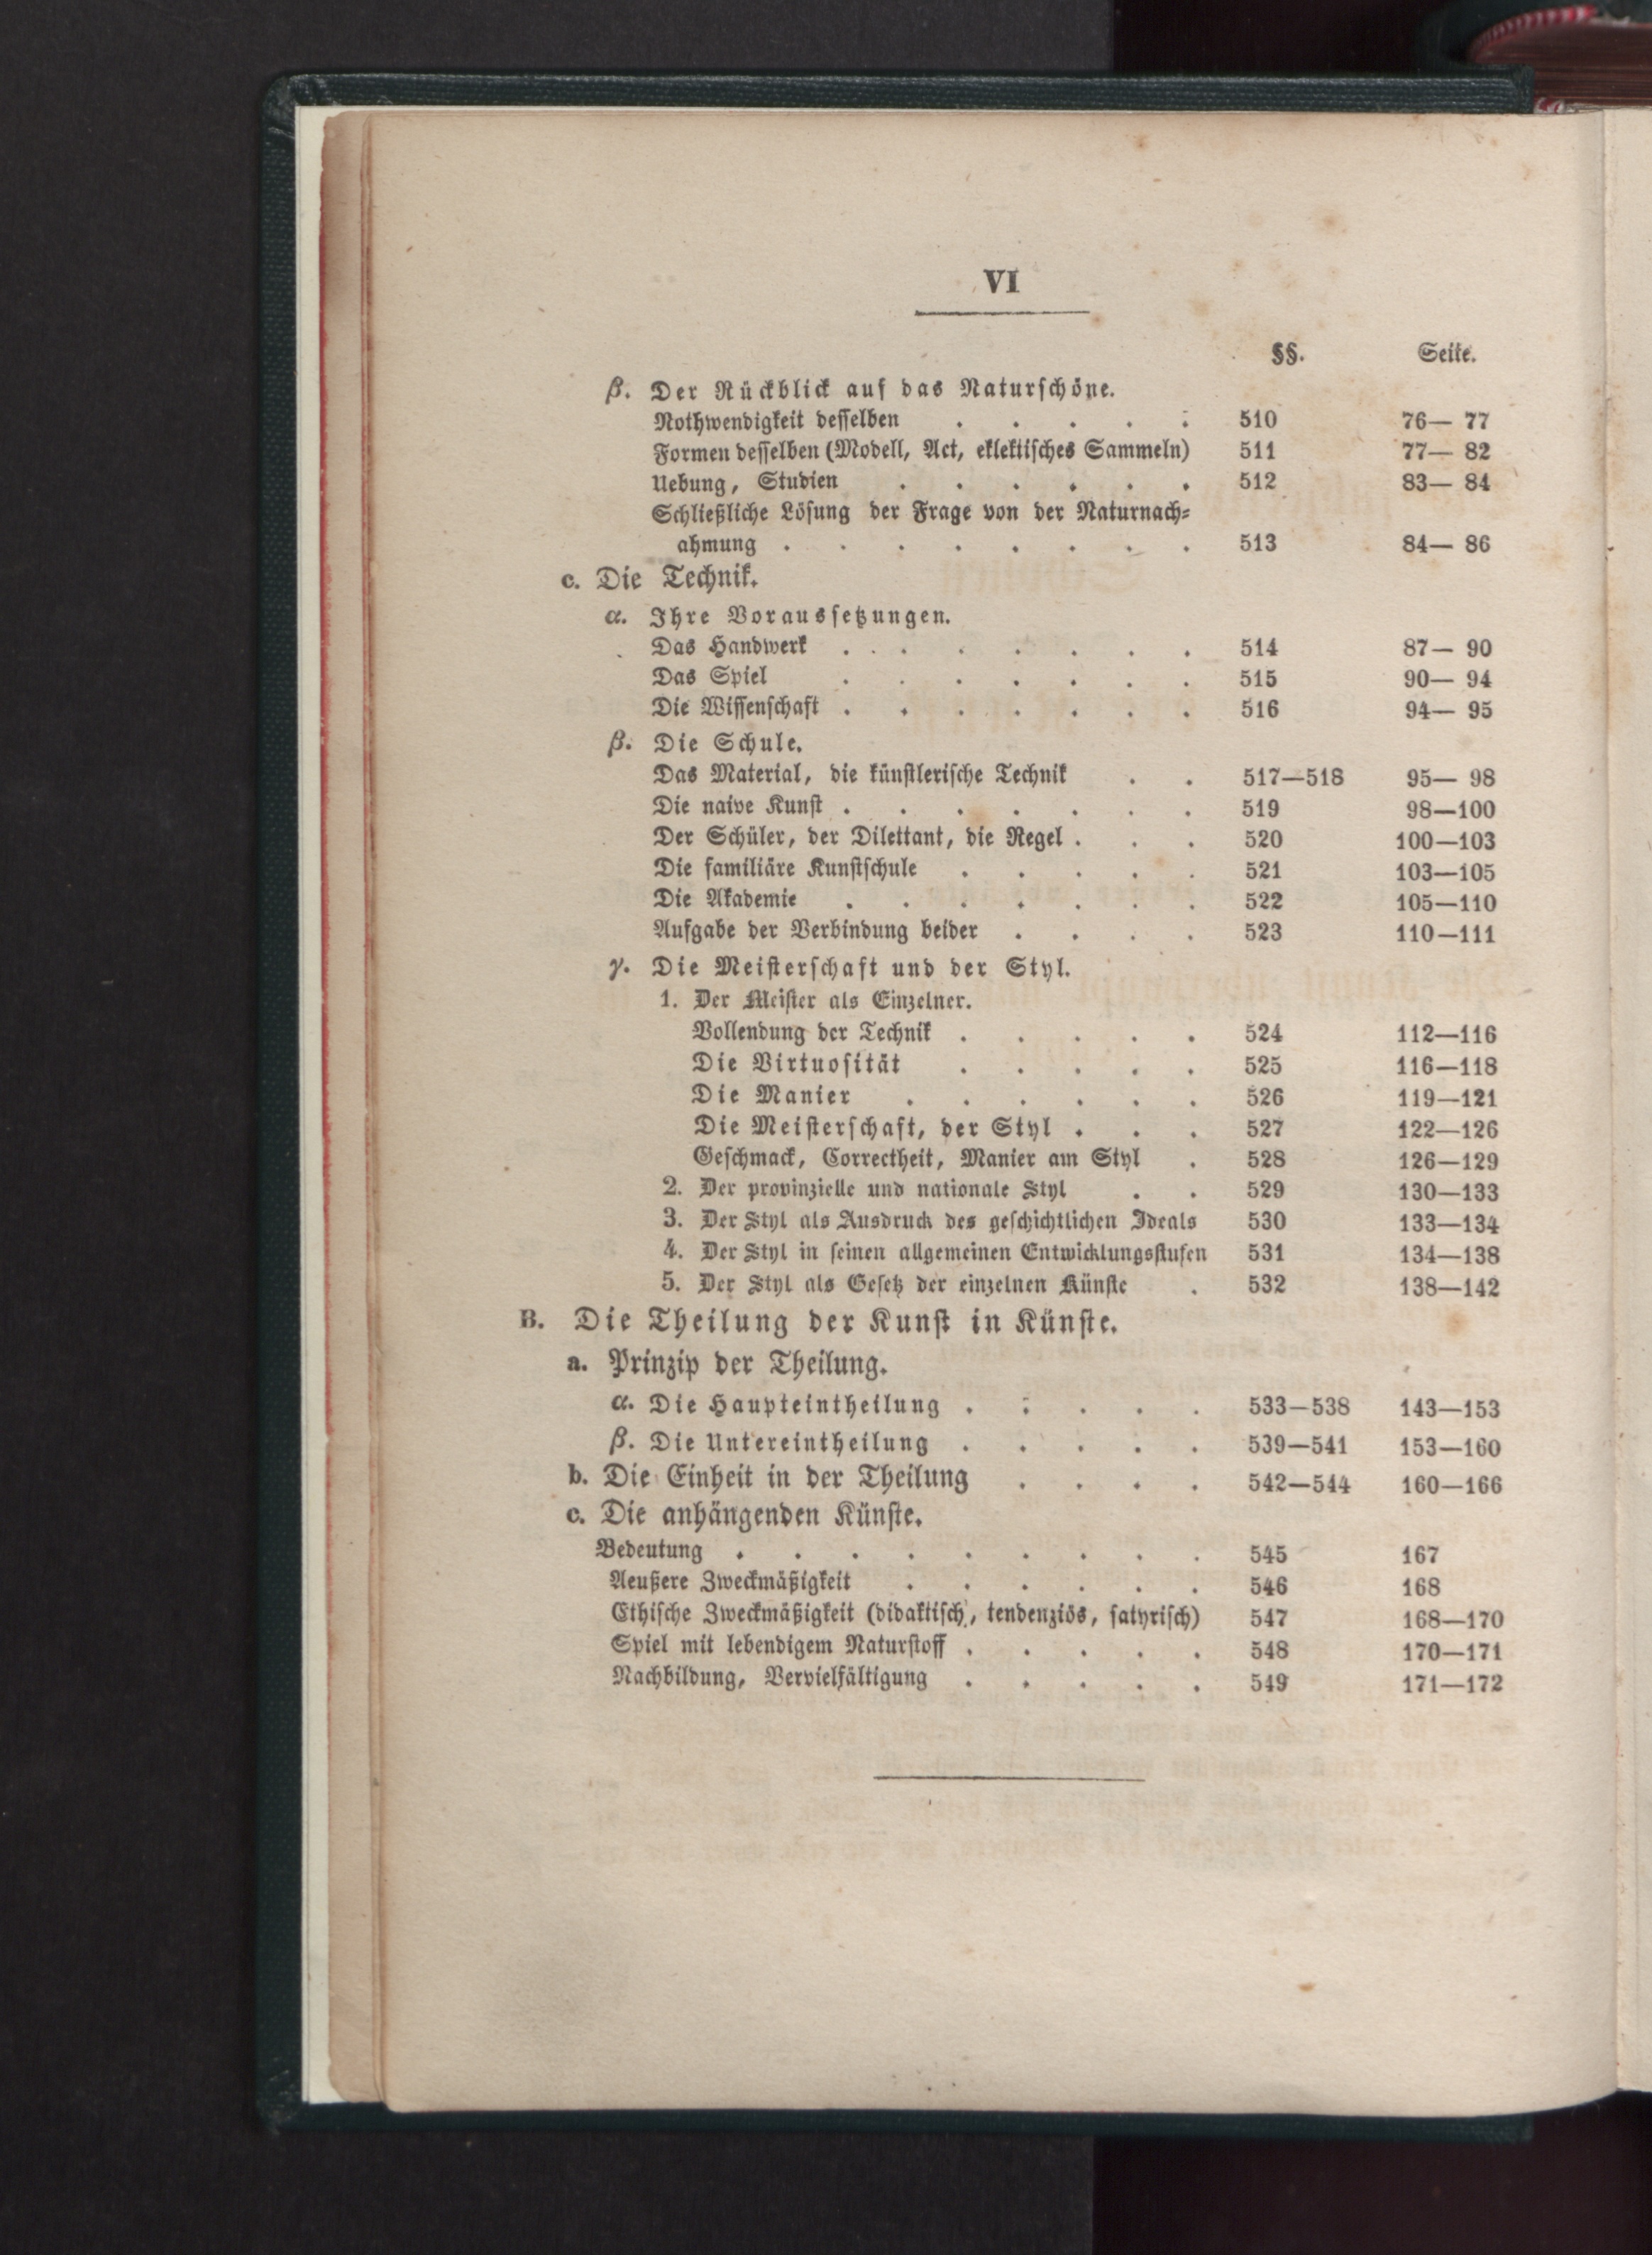 VI
§§. Seite.
β. Der Rückblick auf das Naturschöne.
Nothwendigkeit desselben . . . . . 510 76— 77
Formen desselben (Modell, Act, eklektisches Sammeln) 511 77— 82
Uebung, Studien . . . . . . 512 83— 84
Schließliche Lösung der Frage von der Naturnach-
ahmung . . . . . . . . 513 84— 86
c. Die Technik.
α. Ihre Voraussetzungen.
Das Handwerk . . . . . . . 514 87— 90
Das Spiel . . . . . . . 515 90— 94
Die Wissenschaft . . . . . . . 516 94— 95
β. Die Schule.
Das Material, die künstlerische Technik . . 517—518 95— 98
Die naive Kunst . . . . . . . 519 98—100
Der Schüler, der Dilettant, die Regel . . . 520 100—103
Die familiäre Kunstschule . . . . . 521 103—105
Die Akademie . . . . . . . 522 105—110
Aufgabe der Verbindung beider . . . . 523 110—111
γ. Die Meisterschaft und der Styl.
1. Der Meister als Einzelner.
Vollendung der Technik . . . . . 524 112—116
Die Virtuosität . . . . . 525 116—118
Die Manier . . . . . . 526 119—121
Die Meisterschaft, der Styl . . . 527 122—126
Geschmack, Correctheit, Manier am Styl . 528 126—129
2. Der provinzielle und nationale Styl . . 529 130—133
3. Der Styl als Ausdruck des geschichtlichen Ideals 530 133—134
4. Der Styl in seinen allgemeinen Entwicklungsstufen 531 134—138
5. Der Styl als Gesetz der einzelnen Künste . 532 138—142
B. Die Theilung der Kunst in Künste.
a. Prinzip der Theilung.
α. Die Haupteintheilung . . . . . 533—538 143—153
β. Die Untereintheilung . . . . . 539—541 153—160
b. Die Einheit in der Theilung . . . . 542—544 160—166
c. Die anhängenden Künste.
Bedeutung . . . . . . . . . 545 167
Aeußere Zweckmäßigkeit . . . . . . 546 168
Ethische Zweckmäßigkeit (didaktisch, tendenziös, satyrisch) 547 168—170
Spiel mit lebendigem Naturstoff . . . . . 548 170—171
Nachbildung, Vervielfältigung . . . . . 549 171—172